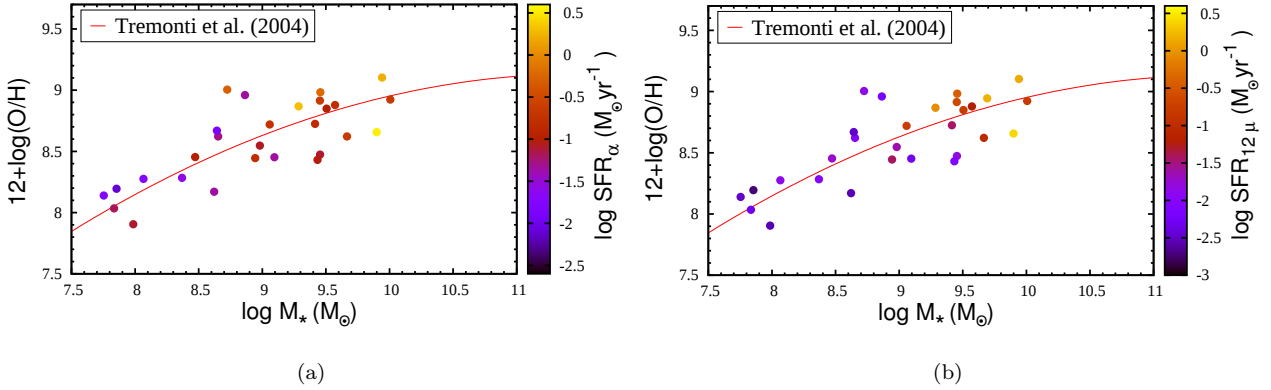 9.5
9
8.5
8
7.5
12+log(O/H)
Tremonti et al. (2004)
7.5 8 8.5 9 9.5 10 10.5 11
log M* (M⊙)
0.5
0
-0.5
-1
-1.5
-2
-2.5
log SFRα (M⊙yr-1)
(a)
9.5
9
8.5
8
7.5
12+log(O/H)
Tremonti et al. (2004)
7.5 8 8.5 9 9.5 10 10.5 11
log M* (M⊙)
0.5
0
-0.5
-1
-1.5
-2
-2.5
-3
log SFR12 μ (M⊙yr-1)
(b)